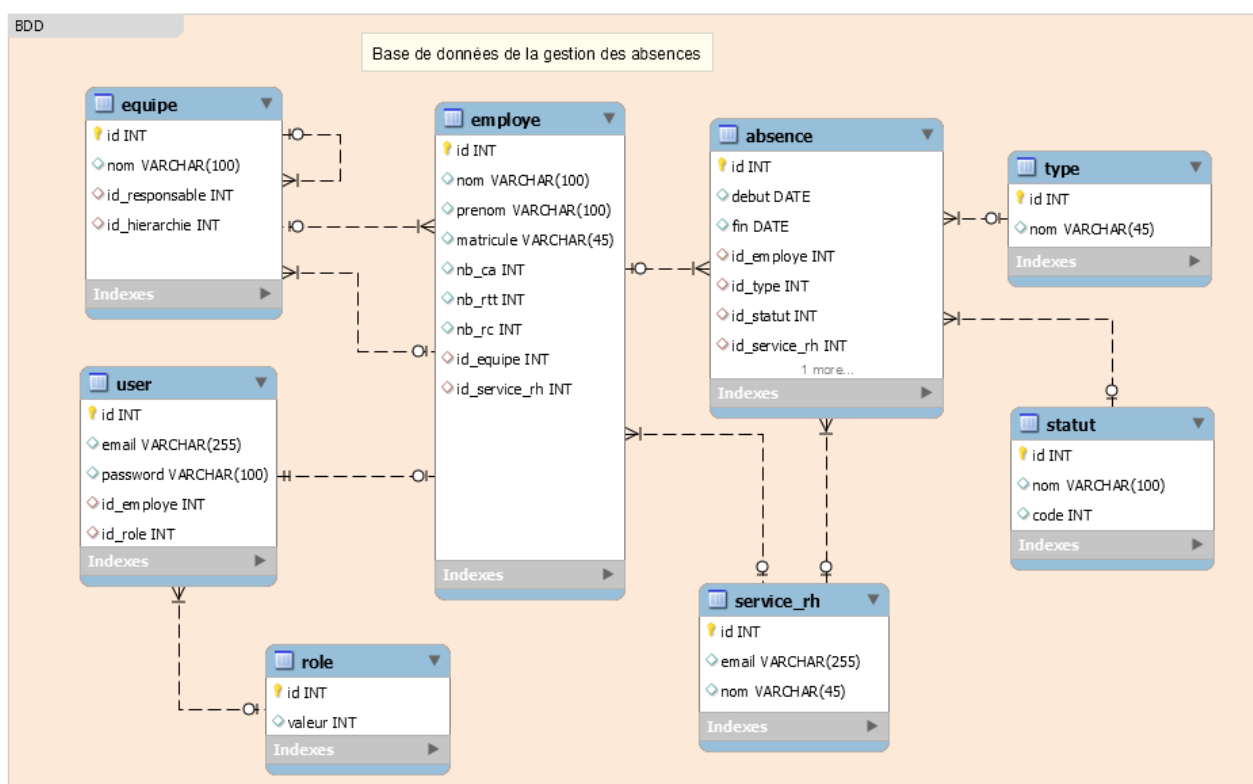 BDD
Base de données de la gestion des absences
equipe
id INT
nom VARCHAR(100)
id_responsable INT
id_hierarchie INT
Indexes
employe
id INT
nom VARCHAR(100)
prenom VARCHAR(100)
matricule VARCHAR(45)
nb_ca INT
nb_rtt INT
nb_rc INT
id_equipe INT
id_service_rh INT
Indexes
absence
id INT
debut DATE
fin DATE
id_employe INT
id_type INT
id_statut INT
id_service_rh INT
1 more...
Indexes
type
id INT
nom VARCHAR(45)
Indexes
user
id INT
email VARCHAR(255)
password VARCHAR(100)
id_employe INT
id_role INT
Indexes
statut
id INT
nom VARCHAR(100)
code INT
Indexes
role
id INT
valeur INT
Indexes
service_rh
id INT
email VARCHAR(255)
nom VARCHAR(45)
Indexes